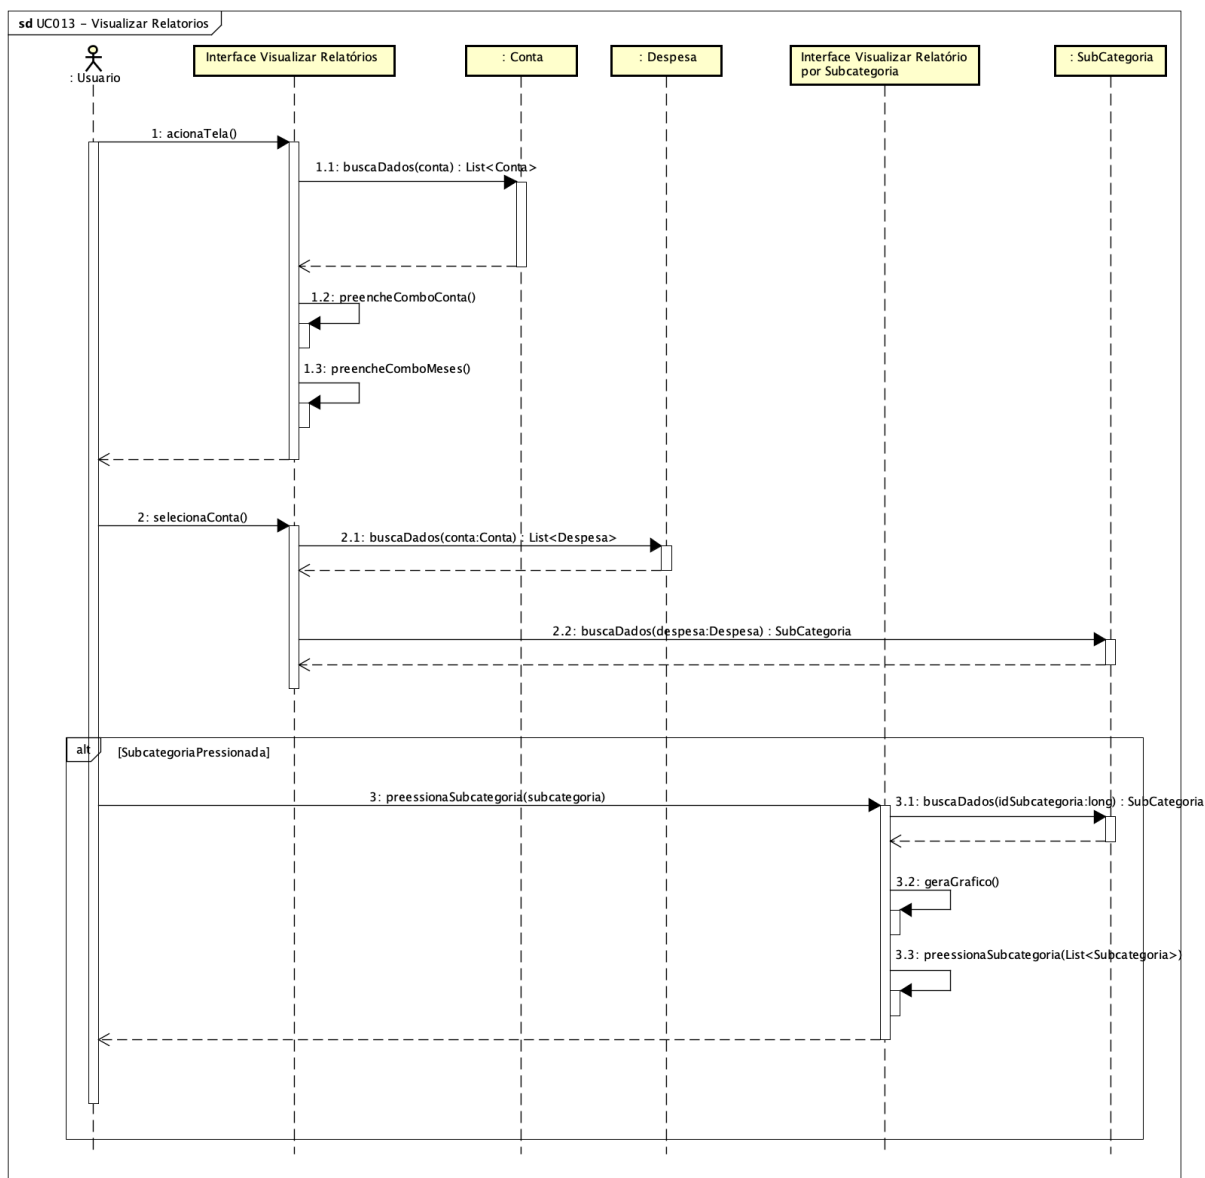 sd UC013 - Visualizar Relatorios
: Usuario
Interface Visualizar Relatórios
: Conta
: Despesa
Interface Visualizar Relatório
por Subcategoria
: SubCategoria
1: acionaTela()
1.1: buscaDados(conta) : List<Conta>
1.2: preencheComboConta()
1.3: preencheComboMeses()
2: selecionaConta()
2.1: buscaDados(conta:Conta) : List<Despesa>
2.2: buscaDados(despesa:Despesa) : SubCategoria
alt
[SubcategoriaPressionada]
3: preessionaSubcategoria(subcategoria)
3.1: buscaDados(idSubcategoria:long) : SubCategoria
3.2: geraGrafico()
3.3: preessionaSubcategoria(List<Subcategoria>)